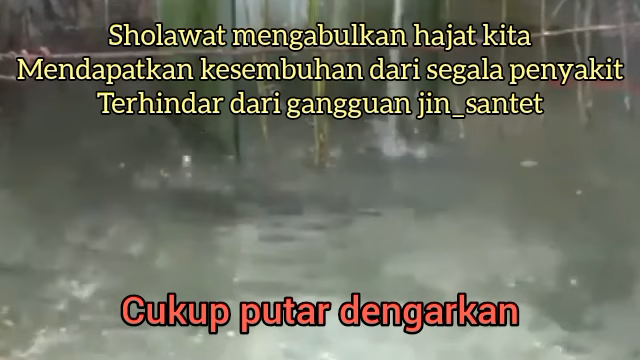 Sholawat mengabulkan hajat kita
Mendapatkan kesembuhan dari segala penyakit
Terhindar dari gangguan jin_santet
Cukup putar dengarkan